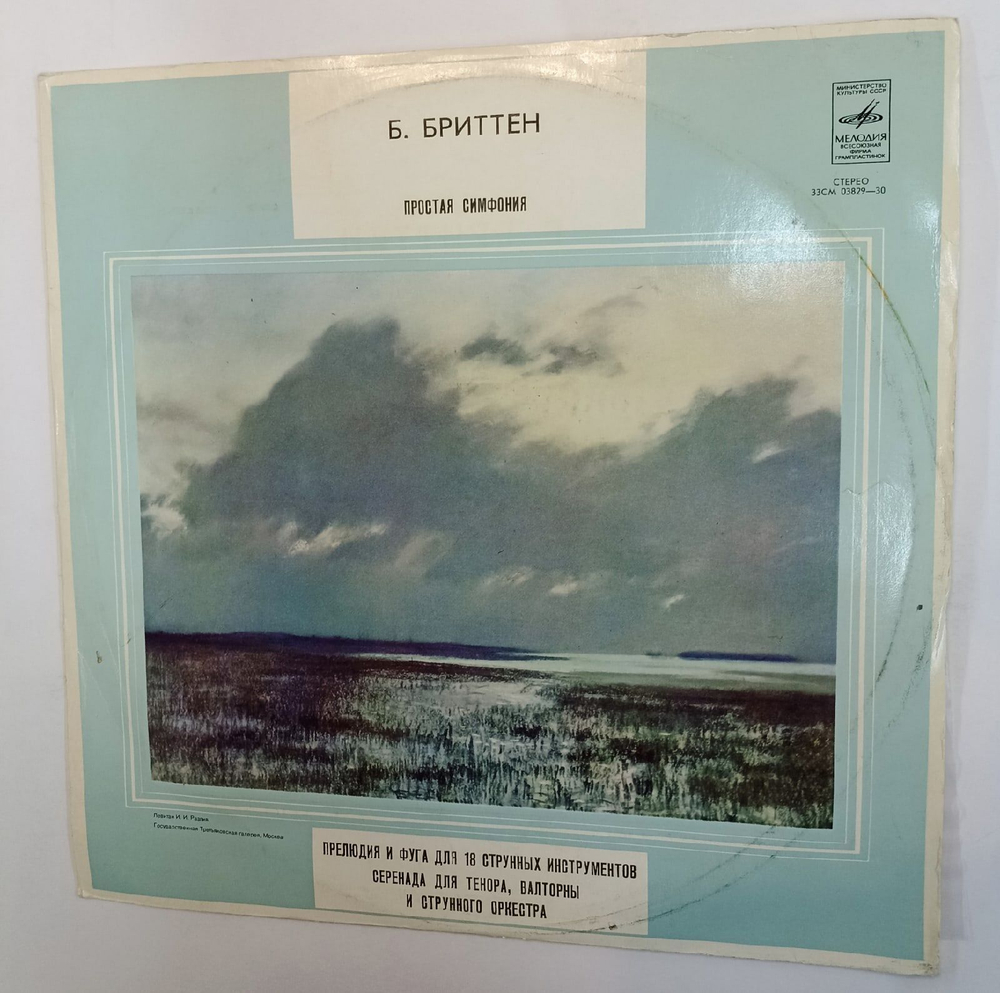 Б. БРИТТЕН
ПРОСТАЯ СИМФОНИЯ
МИНИСТЕРСТВО
КУЛЬТУРЫ СССР
МЕЛОДИЯ
ВСЕСОЮЗНАЯ
ФИРМА
ГРАМПЛАСТИНОК
СТЕРЕО
33СМ 03829—30
Левитан И. И.
Государственная Третьяковская галерея, Москва
ПРЕЛЮДИЯ И ФУГА ДЛЯ 18 СТРУННЫХ ИНСТРУМЕНТОВ
СЕРЕНАДА ДЛЯ ТЕНОРА, ВАЛТОРНЫ
И СТРУННОГО ОРКЕСТРА